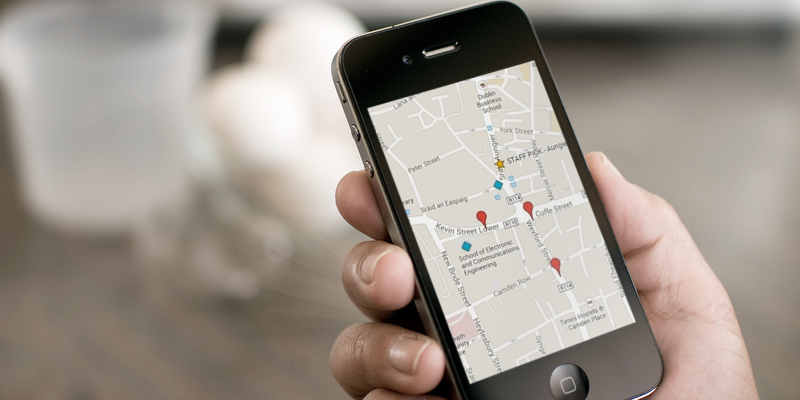 Dublin
Business
School
York Street
Peter Street
STAFF PICK - Aungie
Sráid an Easpaig
R114
Cuffe Street
Kevin Street Lower
R110
Wexford Street
School of Electronic
and Communications
Engineering
New Bride Street
Camden Row
R114
Times Hostels
Camden Place
Heytesbury Street